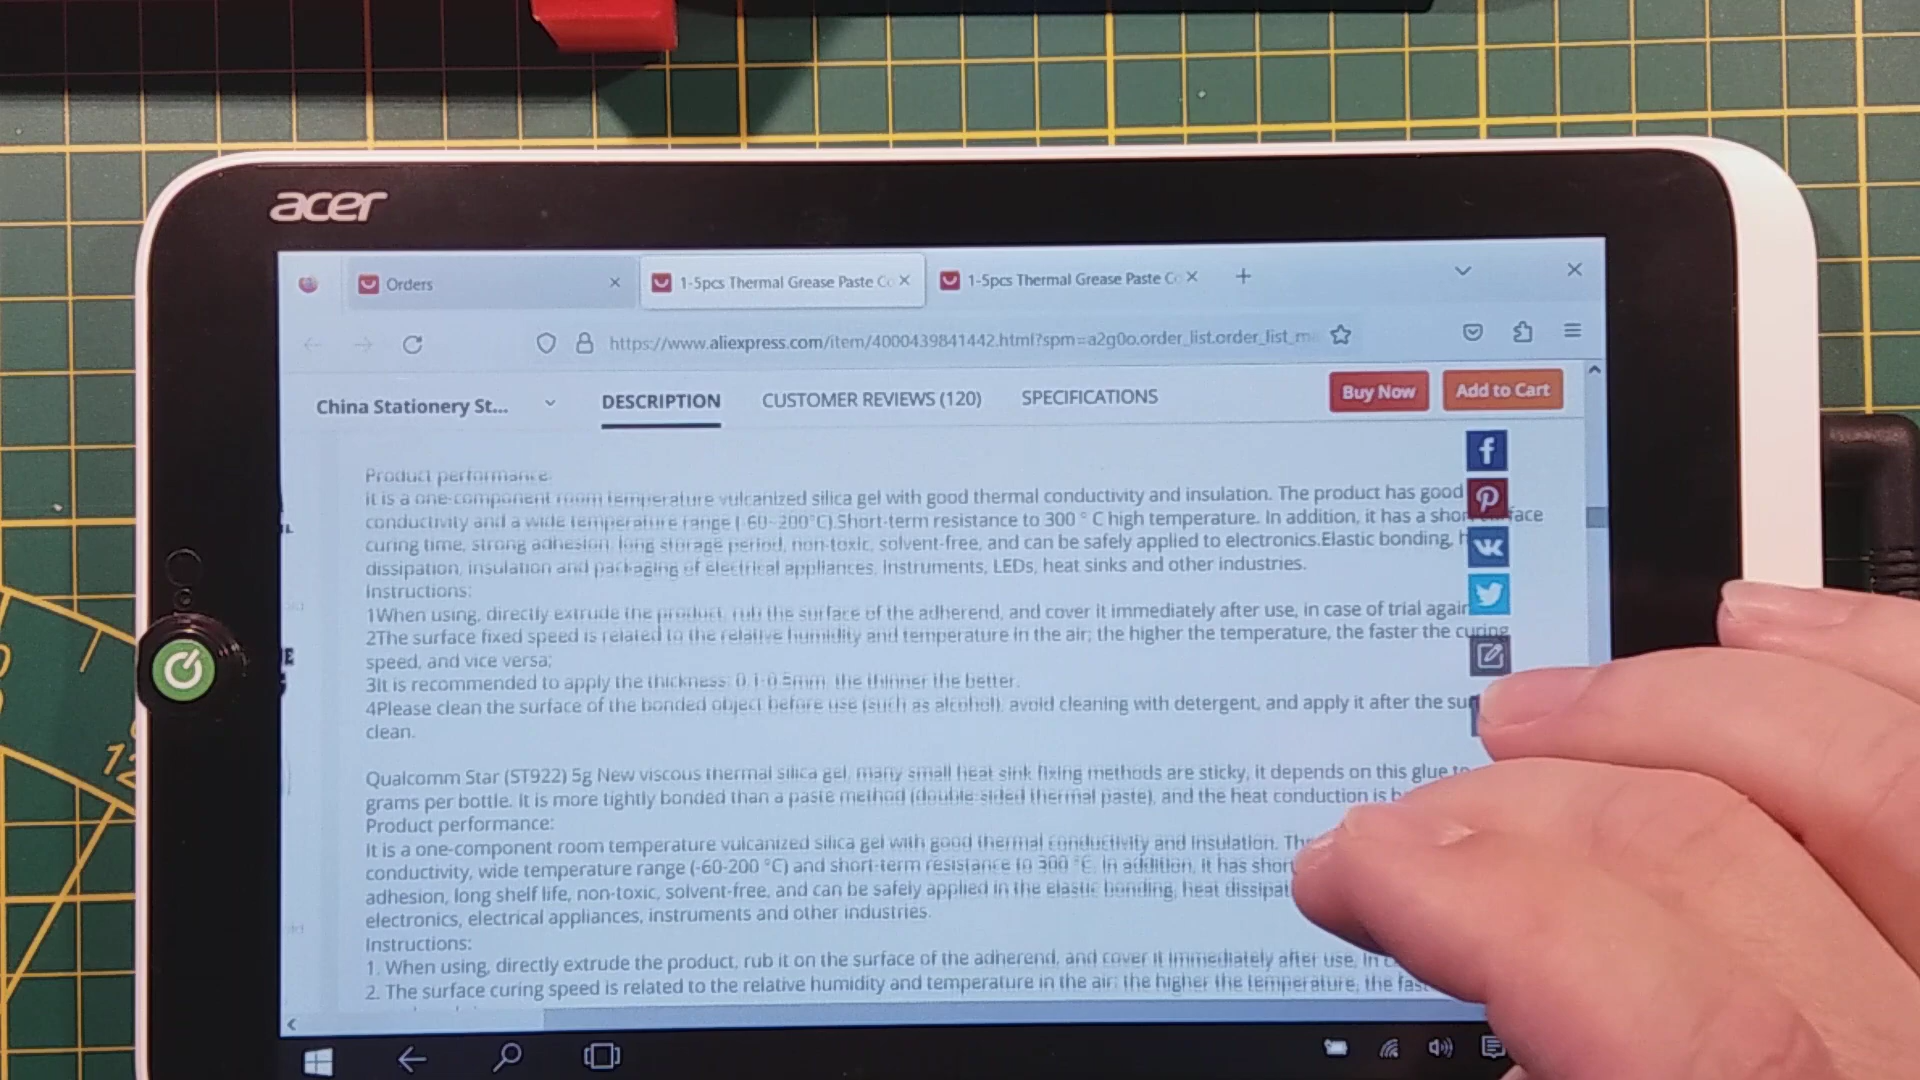 acer
Orders
1-5pcs Thermal Grease Paste Co
1-5pcs Thermal Grease Paste C
https://www.aliexpress.com/item/4000439841442.html?spm=a2g0o.order_list.order_list_m
China Stationery St...
DESCRIPTION
CUSTOMER REVIEWS (120)
SPECIFICATIONS
Buy Now
Add to Cart
Product performance:
It is a one-component room temperature vulcanized silica gel with good thermal conductivity and insulation. The product has good
conductivity and a wide temperature range (-60-200°C).Short-term resistance to 300 ° C high temperature. In addition, it has a face
curing time, strong adhesion, long storage period, non-toxic, solvent-free, and can be safely applied to electronics.Elastic bonding,
dissipation, insulation and packaging of electrical appliances, instruments, LEDs, heat sinks and other industries.
Instructions:
1When using, directly extrude the product, rub the surface of the adherend, and cover it immediately after use, in case of trial again
2The surface fixed speed is related to the relative humidity and temperature in the air; the higher the temperature, the faster the curing
speed, and vice versa;
3It is recommended to apply the thickness: 0.1-0.5mm, the thinner the better.
4Please clean the surface of the bonded object before use (such as alcohol), avoid cleaning with detergent, and apply it after the
clean.
Qualcomm Star (ST922) 5g New viscous thermal silica gel, many small heat sink fixing methods are sticky, it depends on this glue
grams per bottle. It is more tightly bonded than a paste method (double-sided thermal paste), and the heat conduction is
Product performance:
It is a one-component room temperature vulcanized silica gel with good thermal conductivity and insulation.
conductivity, wide temperature range (-60-200 °C) and short-term resistance to 300 °C. In addition, it has
adhesion, long shelf life, non-toxic, solvent-free, and can be safely applied in the elastic bonding, heat
electronics, electrical appliances, instruments and other industries.
Instructions:
1. When using, directly extrude the product, rub it on the surface of the adherend, and cover it immediately after use, in
2. The surface curing speed is related to the relative humidity and temperature in the air; the higher the temperature, the